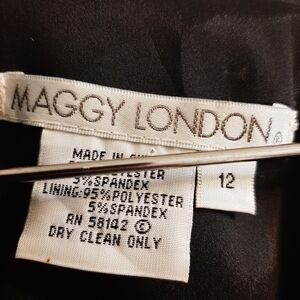 MAGGY LONDON®
MADE IN
5%SPANDEX
LINING:95%POLYESTER
5%SPANDEX
RN 58142 ©
DRY CLEAN ONLY
12